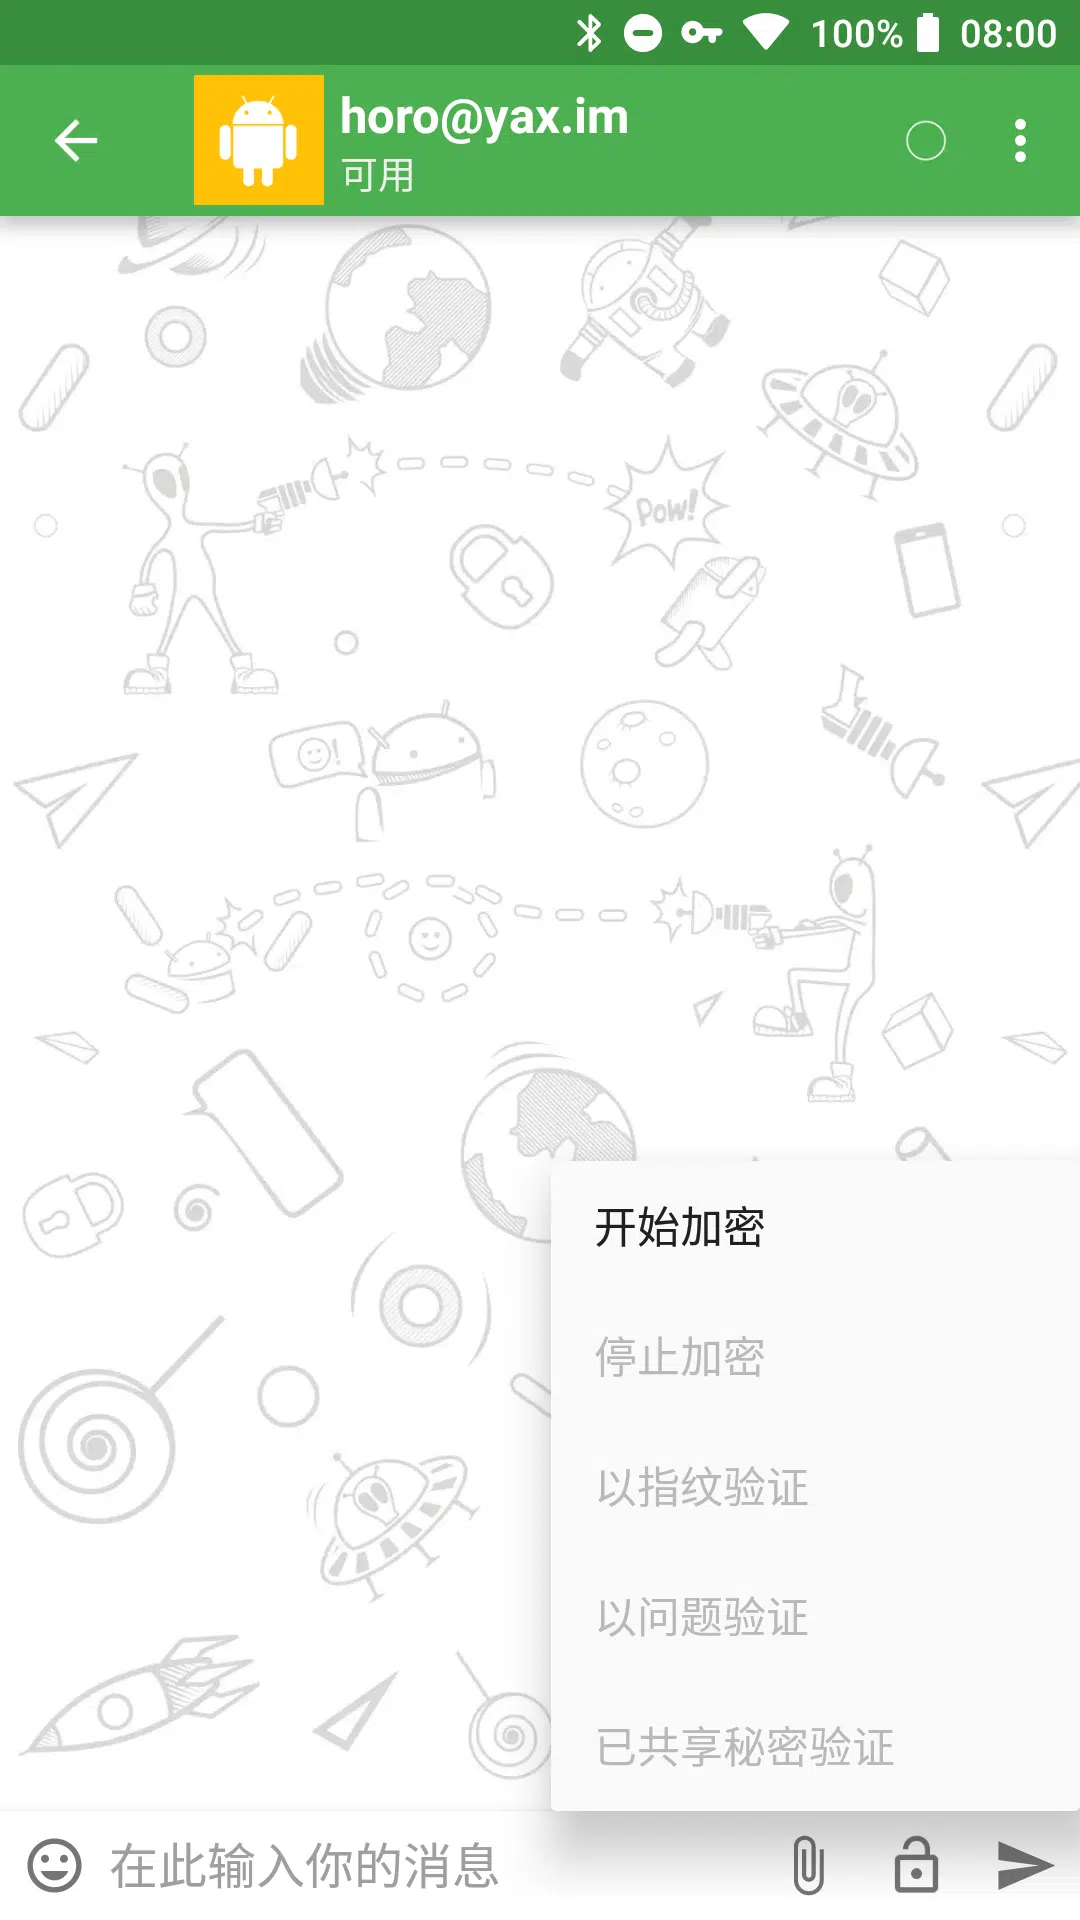 100% 08:00
horo@yax.im
可用
Pow!
!
开始加密
停止加密
以指纹验证
以问题验证
已共享秘密验证
在此输入你的消息